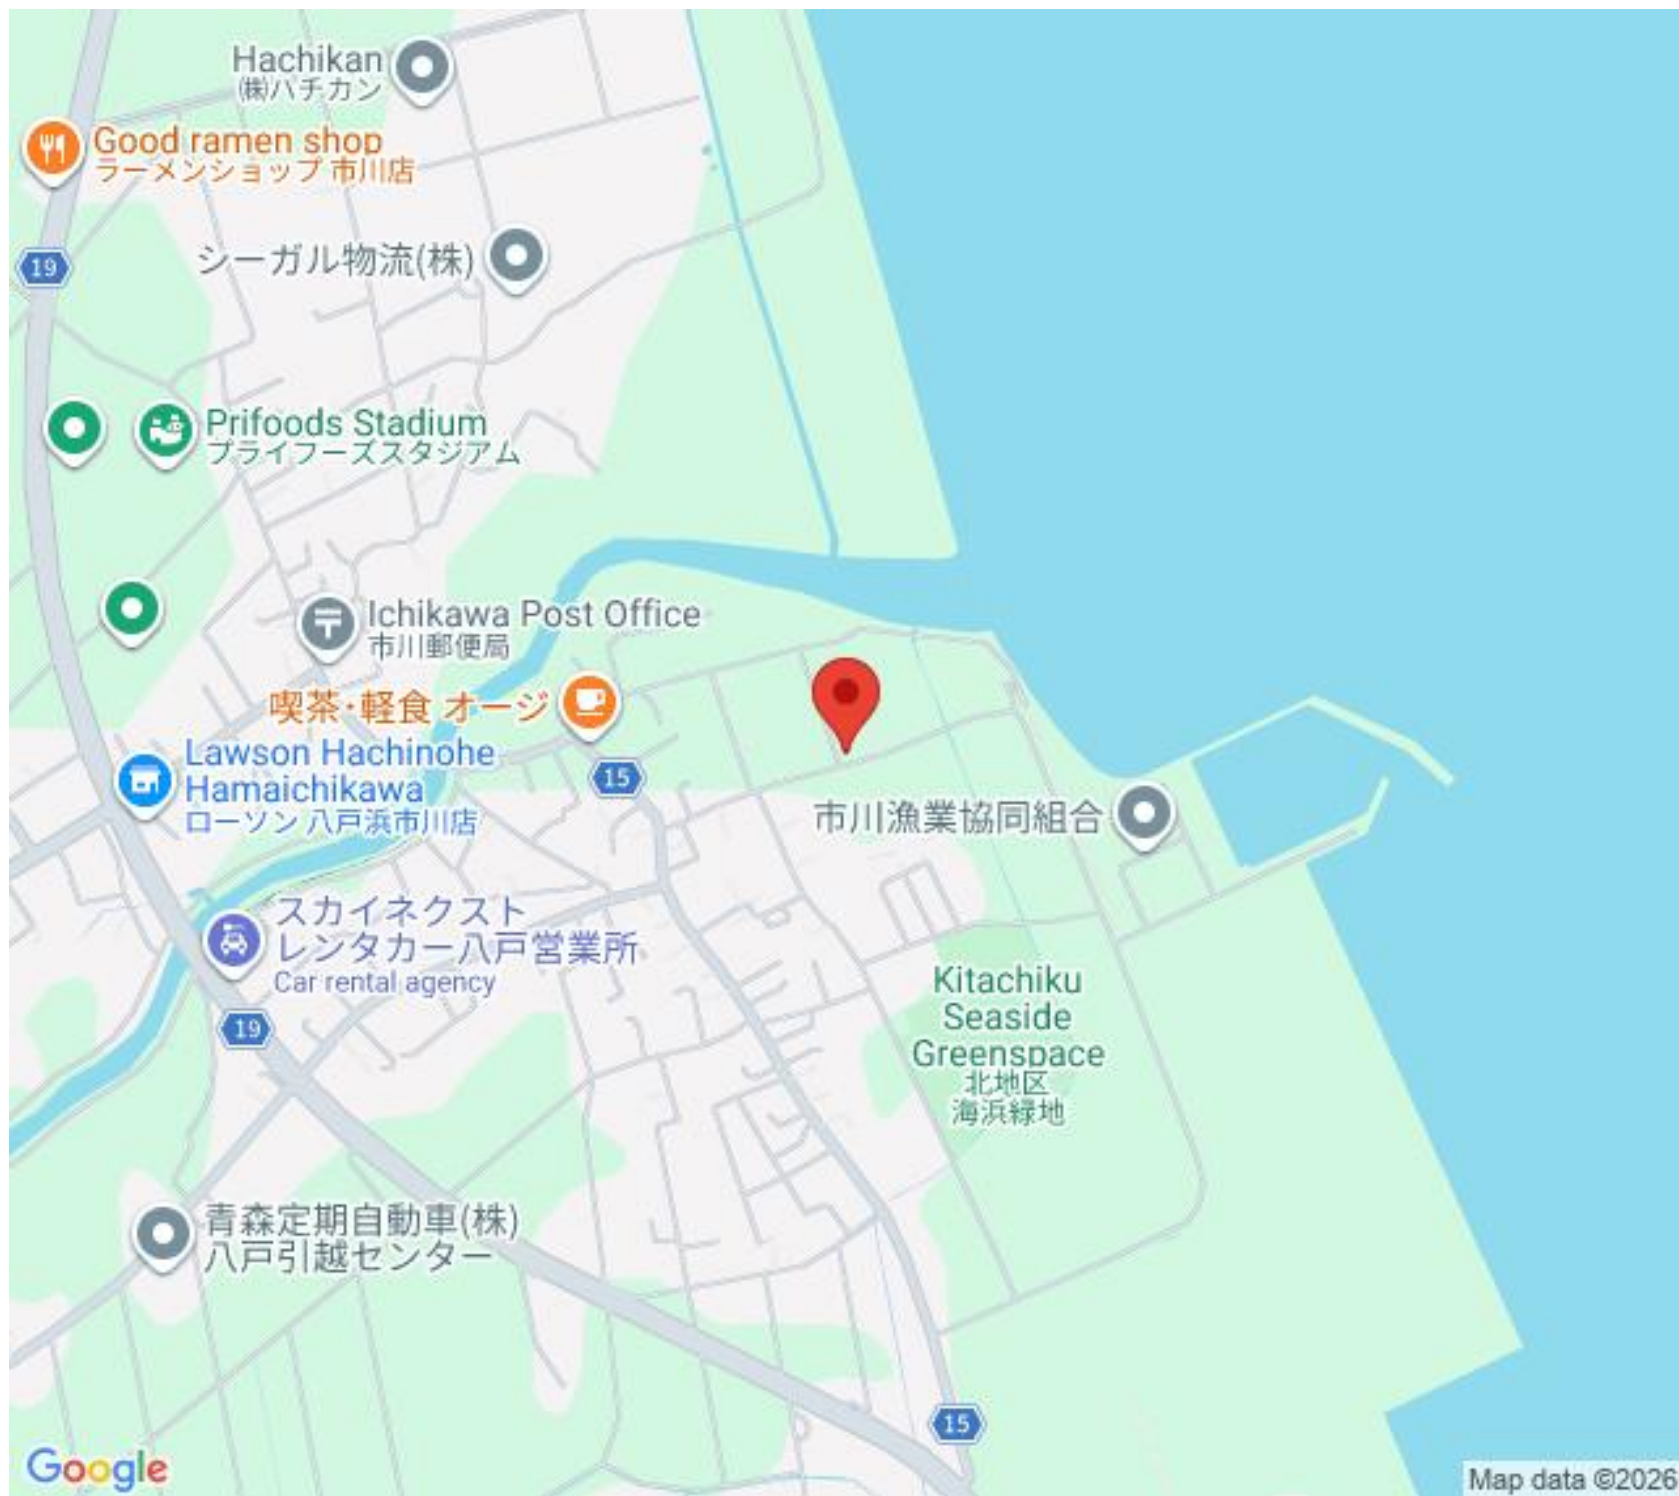 Hachikan
㈱ハチカン
Good ramen shop
ラーメンショップ 市川店
19
シーガル物流(株)
Prifoods Stadium
プライフーズスタジアム
Ichikawa Post Office
市川郵便局
喫茶・軽食 オージ
Lawson Hachinohe
Hamaichikawa
ローソン 八戸浜市川店
15
市川漁業協同組合
スカイネクスト
レンタカー八戸営業所
Car rental agency
19
Kitachiku
Seaside
Greenspace
北地区
海浜緑地
青森定期自動車(株)
八戸引越センター
15
Google
Map data ©2026